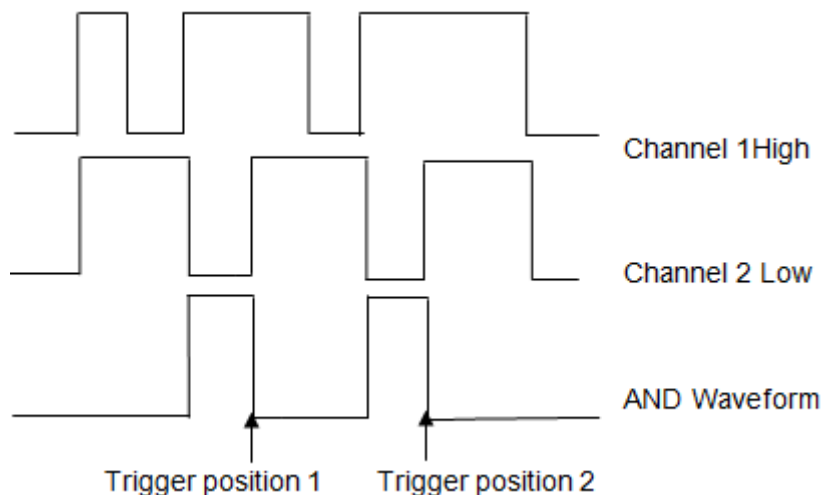 Channel 1High
Channel 2 Low
AND Waveform
Trigger position 1
Trigger position 2